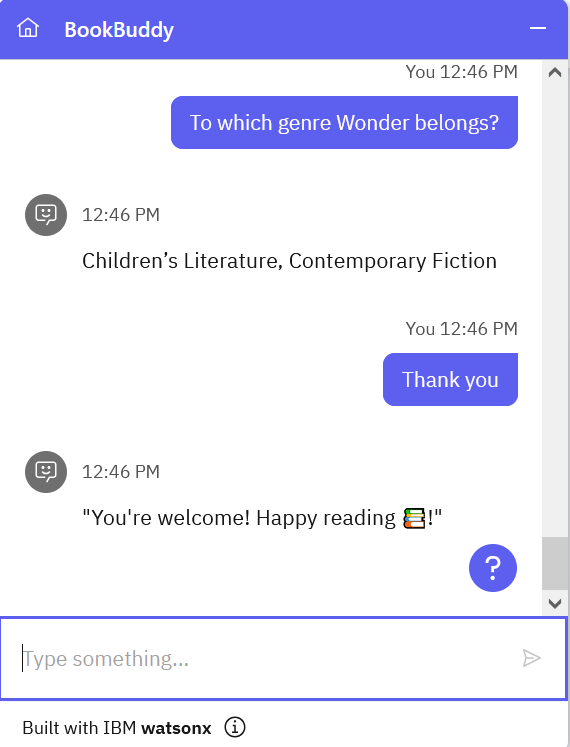 BookBuddy
You 12:46 PM
To which genre Wonder belongs?
12:46 PM
Children’s Literature, Contemporary Fiction
You 12:46 PM
Thank you
12:46 PM
"You're welcome! Happy reading 📚!"
?
Type something...
Built with IBM watsonx